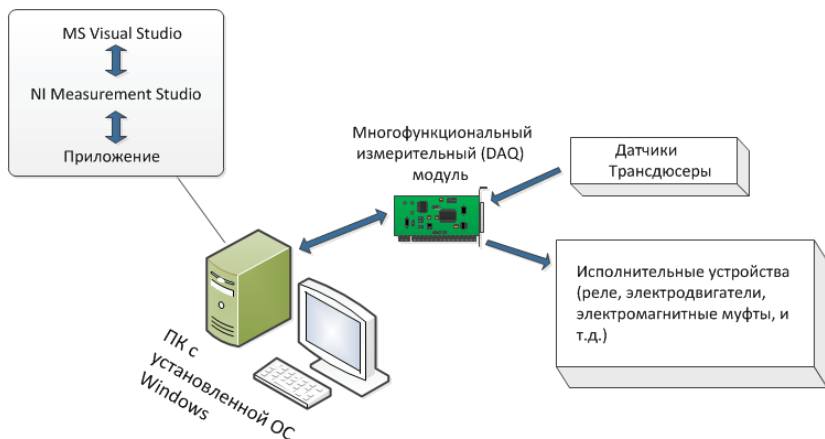 MS Visual Studio
NI Measurement Studio
Приложение
Многофункциональный
измерительный (DAQ)
модуль
Датчики
Трансдюсеры
Исполнительные устройства
(реле, электродвигатели,
электромагнитные муфты, и
т.д.)
ПК с
установленной ОС
Windows